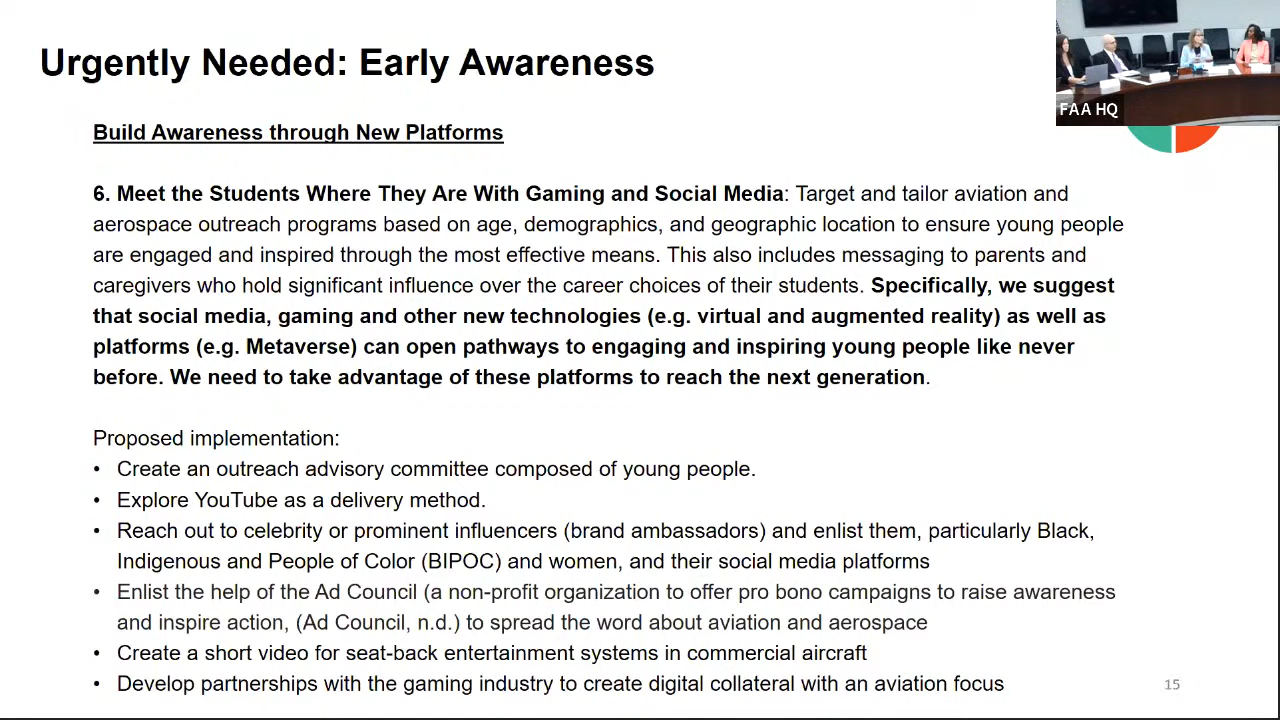 Urgently Needed: Early Awareness
FAA HQ
Build Awareness through New Platforms
6. Meet the Students Where They Are With Gaming and Social Media: Target and tailor aviation and
aerospace outreach programs based on age, demographics, and geographic location to ensure young people
are engaged and inspired through the most effective means. This also includes messaging to parents and
caregivers who hold significant influence over the career choices of their students. Specifically, we suggest
that social media, gaming and other new technologies (e.g. virtual and augmented reality) as well as
platforms (e.g. Metaverse) can open pathways to engaging and inspiring young people like never
before. We need to take advantage of these platforms to reach the next generation.
Proposed implementation:
• Create an outreach advisory committee composed of young people.
• Explore YouTube as a delivery method.
• Reach out to celebrity or prominent influencers (brand ambassadors) and enlist them, particularly Black,
Indigenous and People of Color (BIPOC) and women, and their social media platforms
• Enlist the help of the Ad Council (a non-profit organization to offer pro bono campaigns to raise awareness
and inspire action, (Ad Council, n.d.) to spread the word about aviation and aerospace
• Create a short video for seat-back entertainment systems in commercial aircraft
• Develop partnerships with the gaming industry to create digital collateral with an aviation focus
15